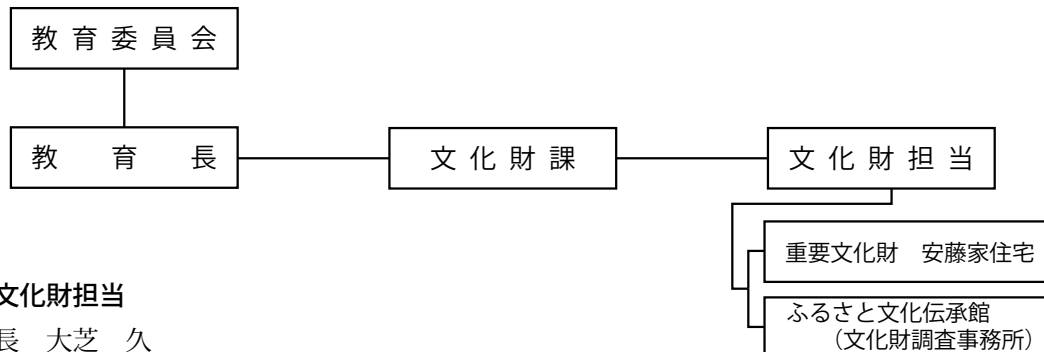 教育委員会
教育長
文化財課
文化財担当
重要文化財　安藤家住宅
ふるさと文化伝承館
（文化財調査事務所）
文化財担当
長　大芝　久